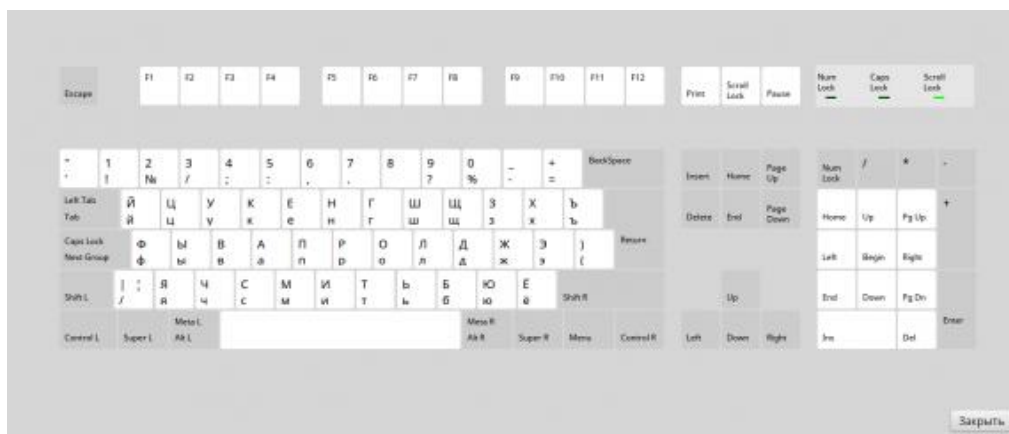 Escape F1 F2 F3 F4 F5 F6 F7 F8 F9 F10 F11 F12 Print Scroll Lock Pause Num Lock Caps Lock Scroll Lock
1 2 3 4 5 6 7 8 9 0 _ + BackSpace Insert Home Page Up Num Lock / * -
! № / ; : , . ? % - =
Left Tab Й Ц У К Е Н Г Ш Щ З Х Ъ
Tab й ц у к е н г ш щ з х ъ Delete End Page Down Home Up Pg Up +
Caps Lock Ф Ы В А П Р О Л Д Ж Э ) Return
Next Group ф ы в а п р о л д ж э ( Left Begin Right
Shift L | ¦ Я Ч С М И Т Ь Б Ю Ё Shift R Up End Down Pg Dn
/ я ч с м и т ь б ю ё
Meta L Meta R Enter
Control L Super L Alt L Alt R Super R Menu Control R Left Down Right Ins Del
Закрыть